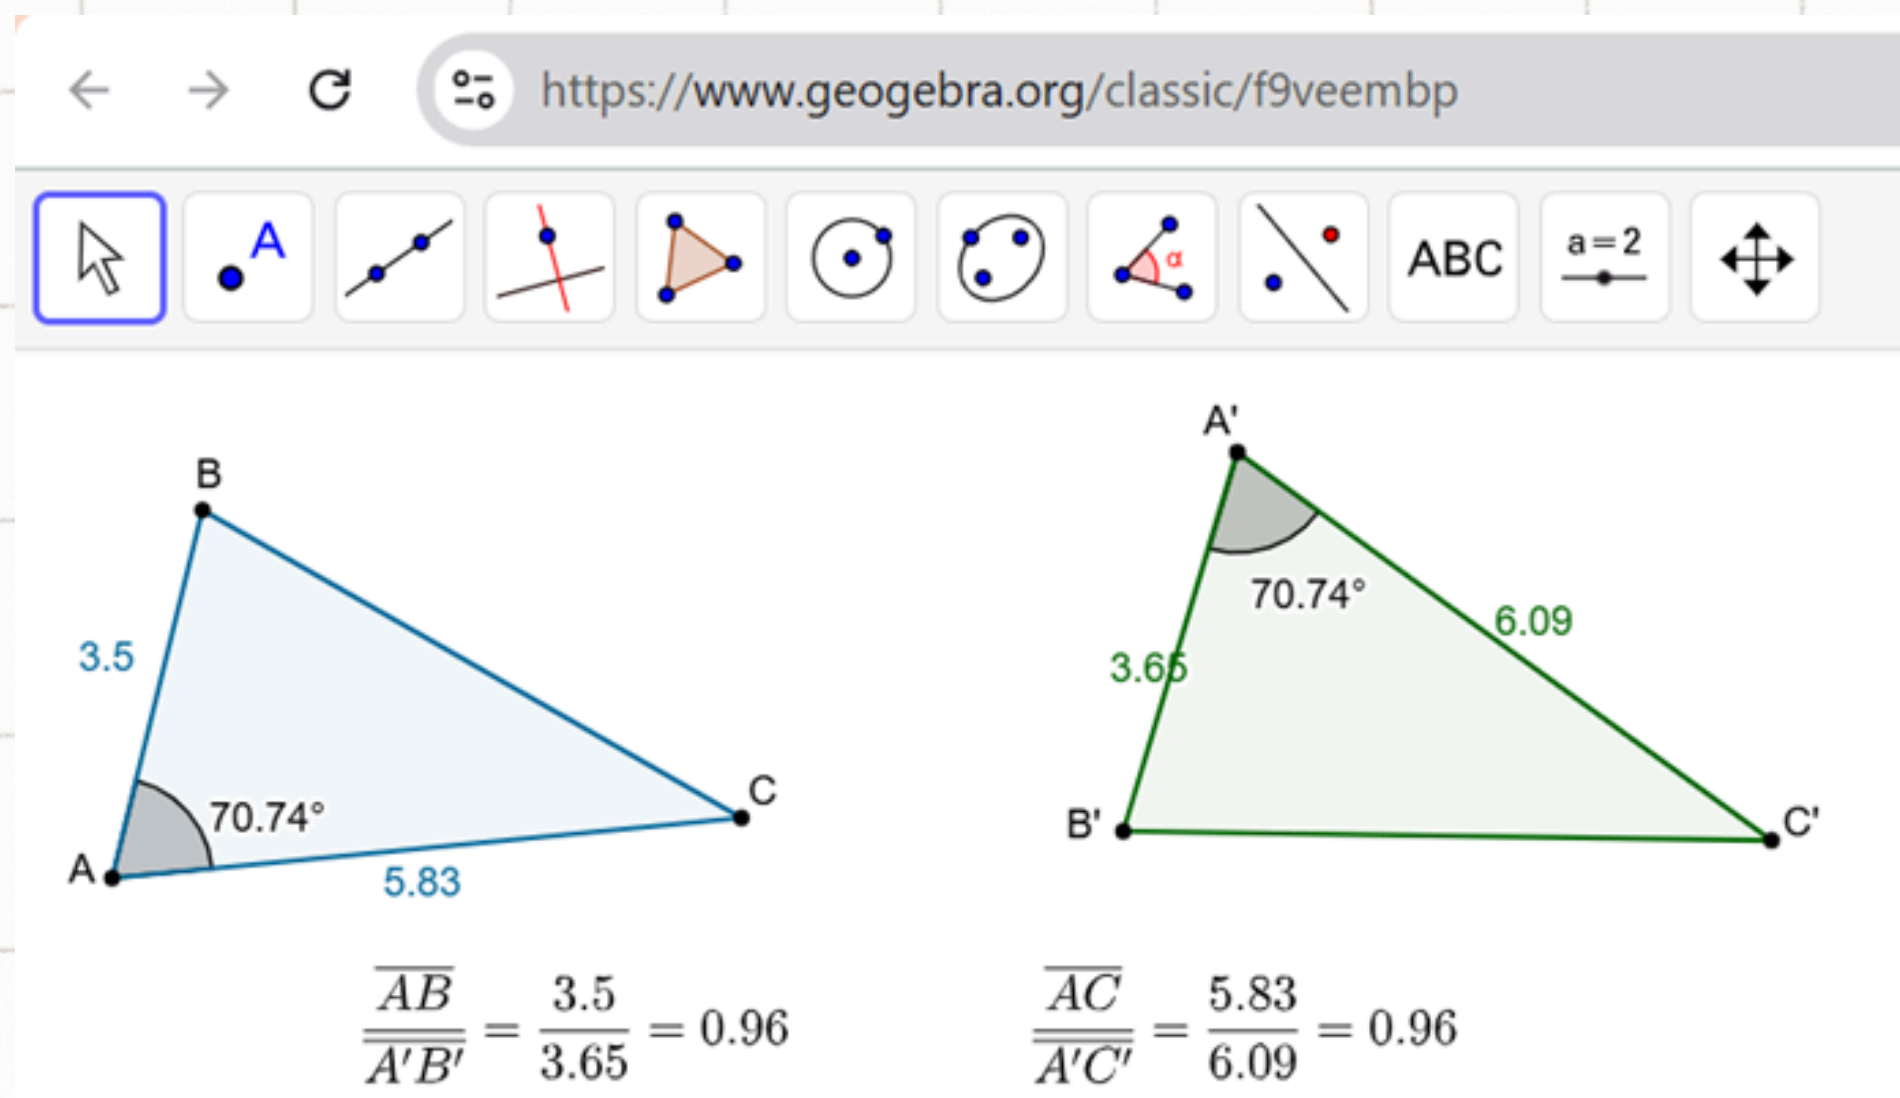 https://www.geogebra.org/classic/f9veembp
A
α
ABC
a=2
B
3.5
70.74°
A
5.83
C
A'
70.74°
6.09
3.65
B'
C'
AB/A'B' = 3.5/3.65 = 0.96
AC/A'C' = 5.83/6.09 = 0.96